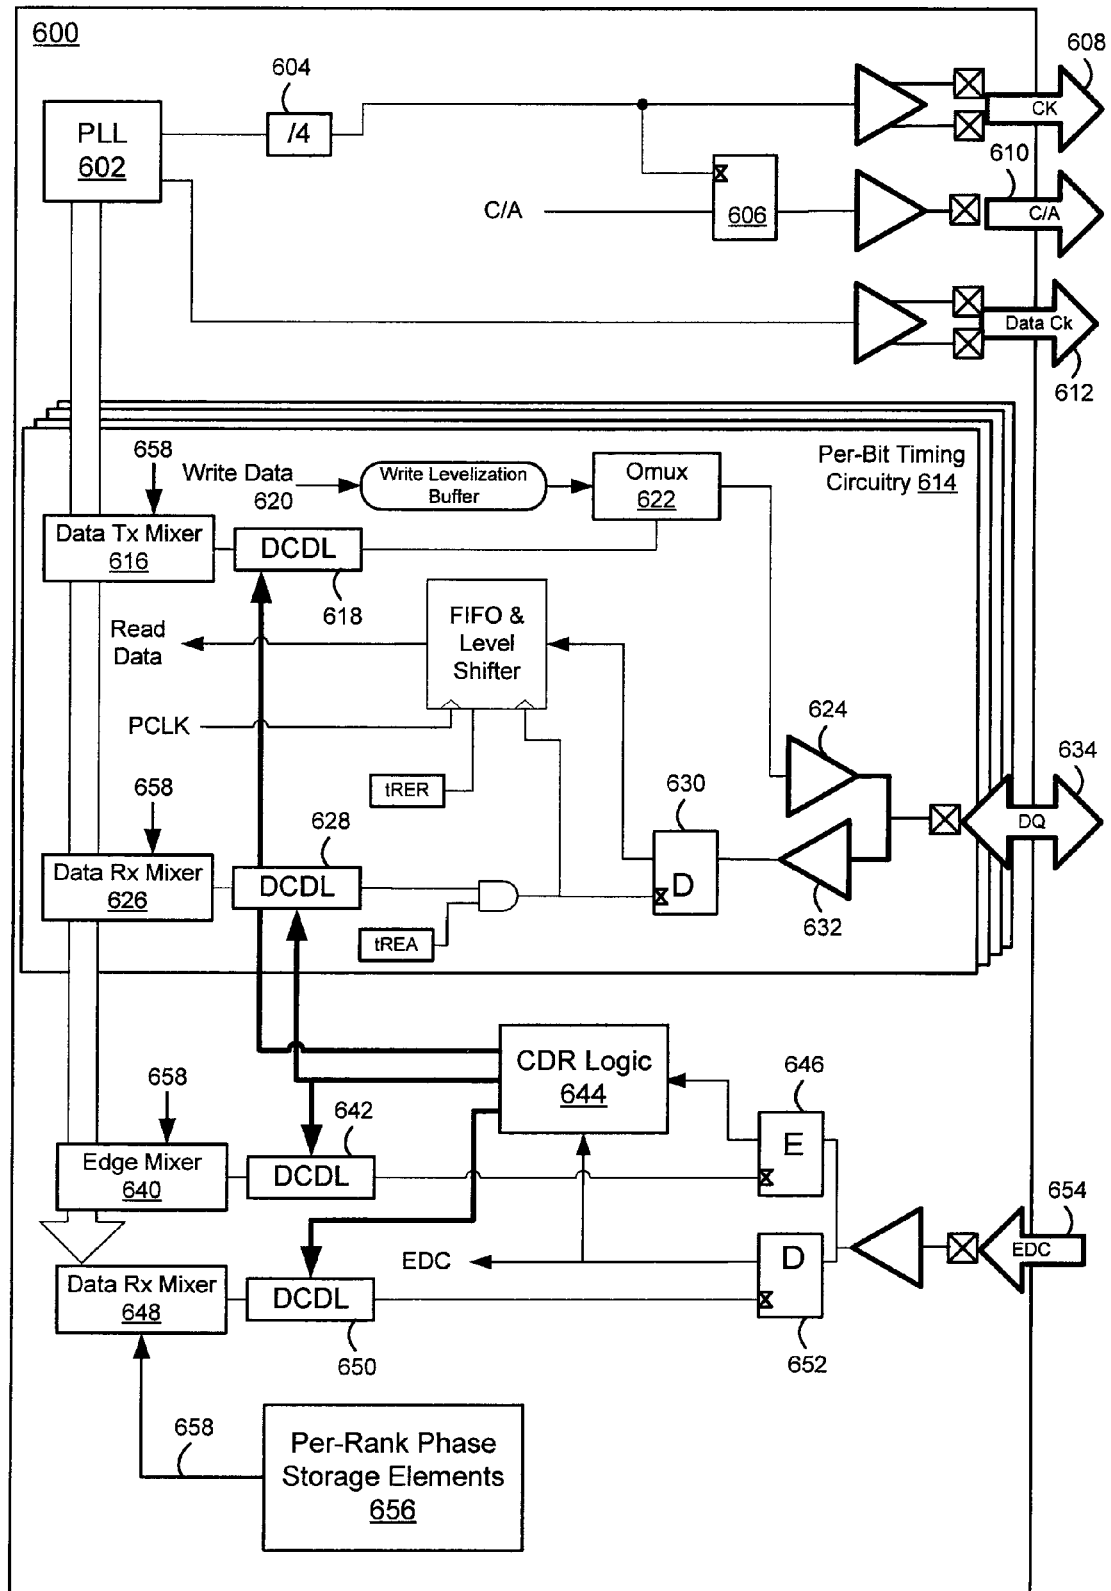 600
608
604
PLL
602
/4
CK
610
C/A
606
C/A
Data Ck
612
658
Write Data
620
Write Levelization
Buffer
Omux
622
Per-Bit Timing
Circuitry 614
Data Tx Mixer
616
DCDL
618
Read
Data
FIFO &
Level
Shifter
PCLK
624
634
tRER
630
658
628
DQ
Data Rx Mixer
626
DCDL
D
632
tREA
CDR Logic
644
646
658
642
E
Edge Mixer
640
DCDL
654
EDC
D
EDC
Data Rx Mixer
648
DCDL
650
652
658
Per-Rank Phase
Storage Elements
656